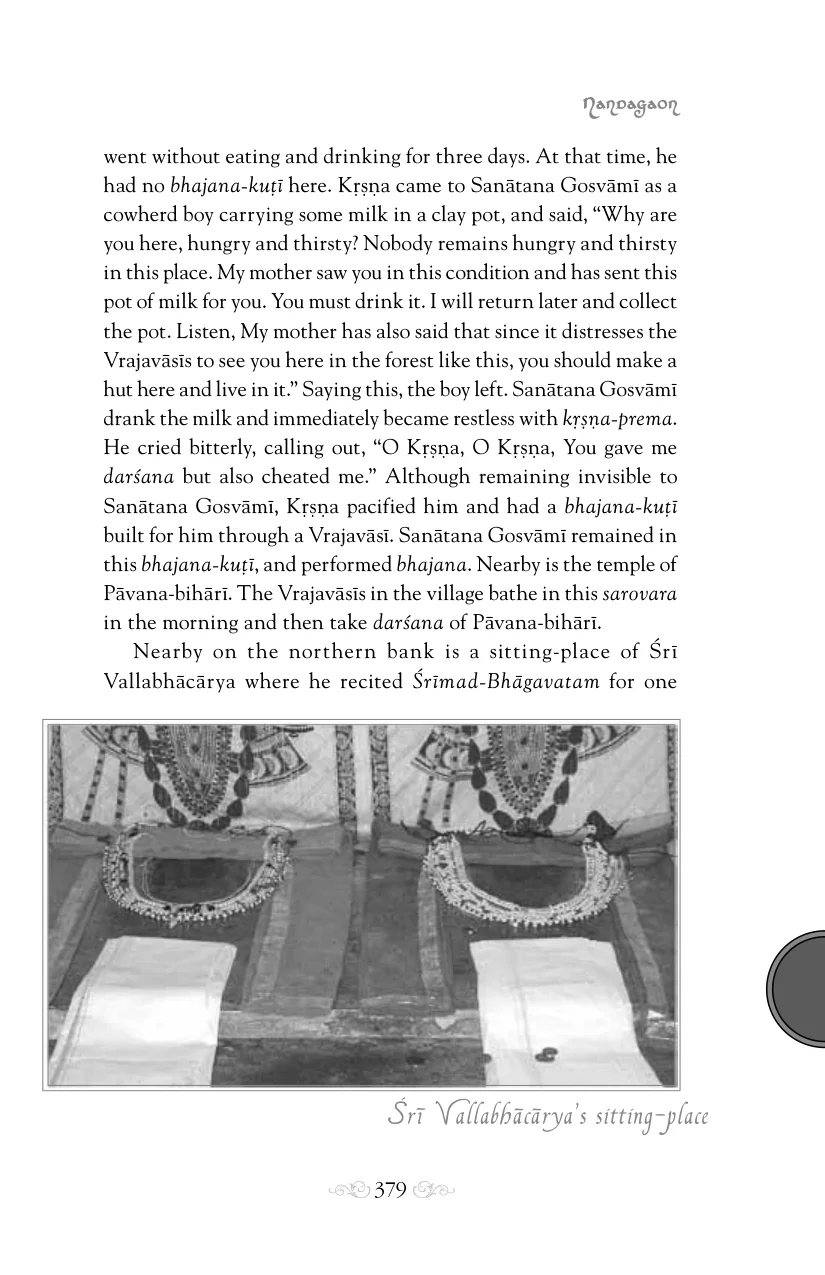 Nandagaon
went without eating and drinking for three days. At that time, he
had no bhajana-kuṭī here. Kṛṣṇa came to Sanātana Gosvāmī as a
cowherd boy carrying some milk in a clay pot, and said, “Why are
you here, hungry and thirsty? Nobody remains hungry and thirsty
in this place. My mother saw you in this condition and has sent this
pot of milk for you. You must drink it. I will return later and collect
the pot. Listen, My mother has also said that since it distresses the
Vrajavāsīs to see you here in the forest like this, you should make a
hut here and live in it.” Saying this, the boy left. Sanātana Gosvāmī
drank the milk and immediately became restless with kṛṣṇa-prema.
He cried bitterly, calling out, “O Kṛṣṇa, O Kṛṣṇa, You gave me
darśana but also cheated me.” Although remaining invisible to
Sanātana Gosvāmī, Kṛṣṇa pacified him and had a bhajana-kuṭī
built for him through a Vrajavāsī. Sanātana Gosvāmī remained in
this bhajana-kuṭī, and performed bhajana. Nearby is the temple of
Pāvana-bihārī. The Vrajavāsīs in the village bathe in this sarovara
in the morning and then take darśana of Pāvana-bihārī.
Nearby on the northern bank is a sitting-place of Śrī
Vallabhācārya where he recited Śrīmad-Bhāgavatam for one
Śrī Vallabhācārya’s sitting-place
379